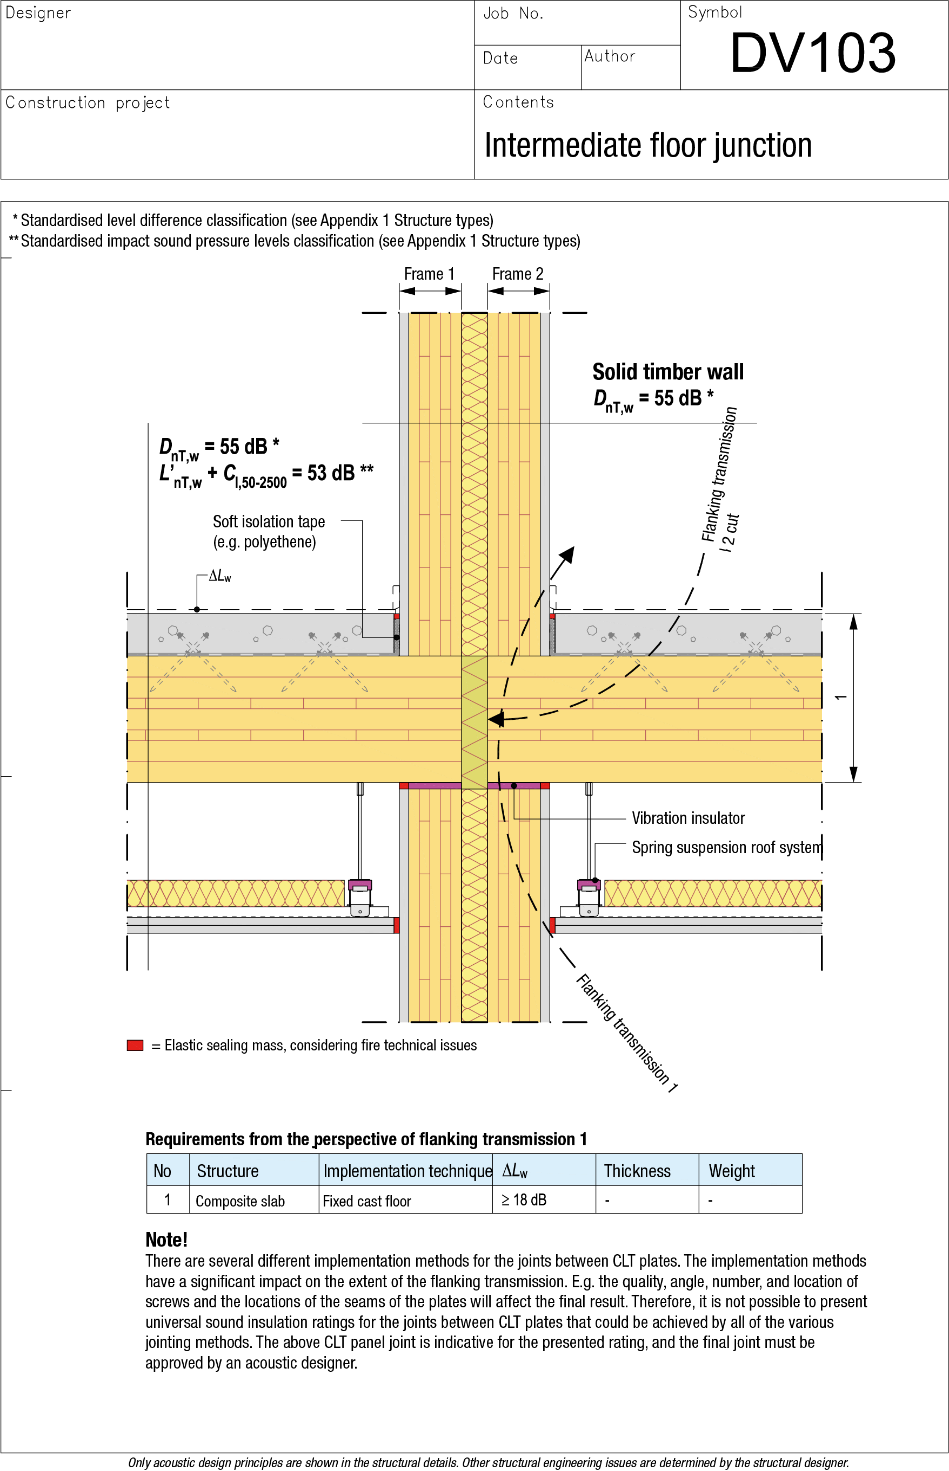 Designer
Job No.
Symbol
DV103
Date
Author
Construction project
Contents
Intermediate floor junction
* Standardised level difference classification (see Appendix 1 Structure types)
** Standardised impact sound pressure levels classification (see Appendix 1 Structure types)
Frame 1
Frame 2
Solid timber wall
DnT,w = 55 dB *
DnT,w = 55 dB *
L'nT,w + CI,50-2500 = 53 dB **
Flanking transmission
l 2 cut
Soft isolation tape
(e.g. polyethene)
ΔLw
1
Vibration insulator
Spring suspension roof system
Flanking transmission 1
= Elastic sealing mass, considering fire technical issues
Requirements from the perspective of flanking transmission 1
No Structure Implementation technique ΔLw Thickness Weight
1 Composite slab Fixed cast floor ≥ 18 dB - -
Note!
There are several different implementation methods for the joints between CLT plates. The implementation methods
have a significant impact on the extent of the flanking transmission. E.g. the quality, angle, number, and location of
screws and the locations of the seams of the plates will affect the final result. Therefore, it is not possible to present
universal sound insulation ratings for the joints between CLT plates that could be achieved by all of the various
jointing methods. The above CLT panel joint is indicative for the presented rating, and the final joint must be
approved by an acoustic designer.
Only acoustic design principles are shown in the structural details. Other structural engineering issues are determined by the structural designer.